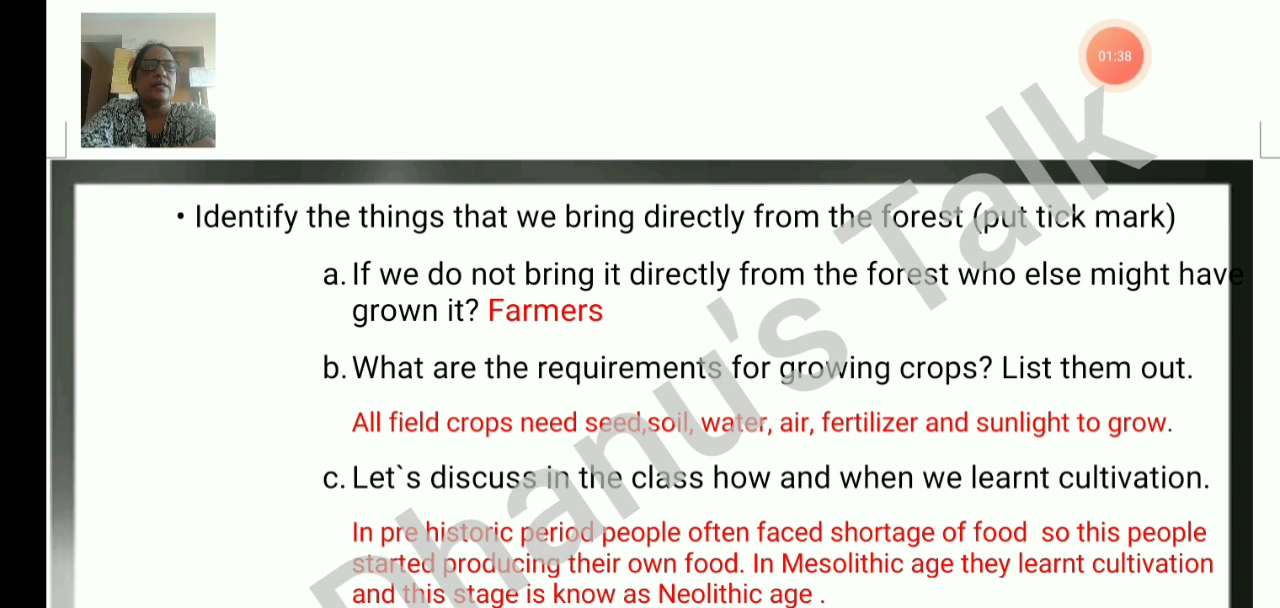 01:38
• Identify the things that we bring directly from the forest (put tick mark)
a. If we do not bring it directly from the forest who else might have
grown it? Farmers
b. What are the requirements for growing crops? List them out.
All field crops need seed,soil, water, air, fertilizer and sunlight to grow.
c. Let`s discuss in the class how and when we learnt cultivation.
In pre historic period people often faced shortage of food so this people
started producing their own food. In Mesolithic age they learnt cultivation
and this stage is know as Neolithic age .
Dhanu's Talk